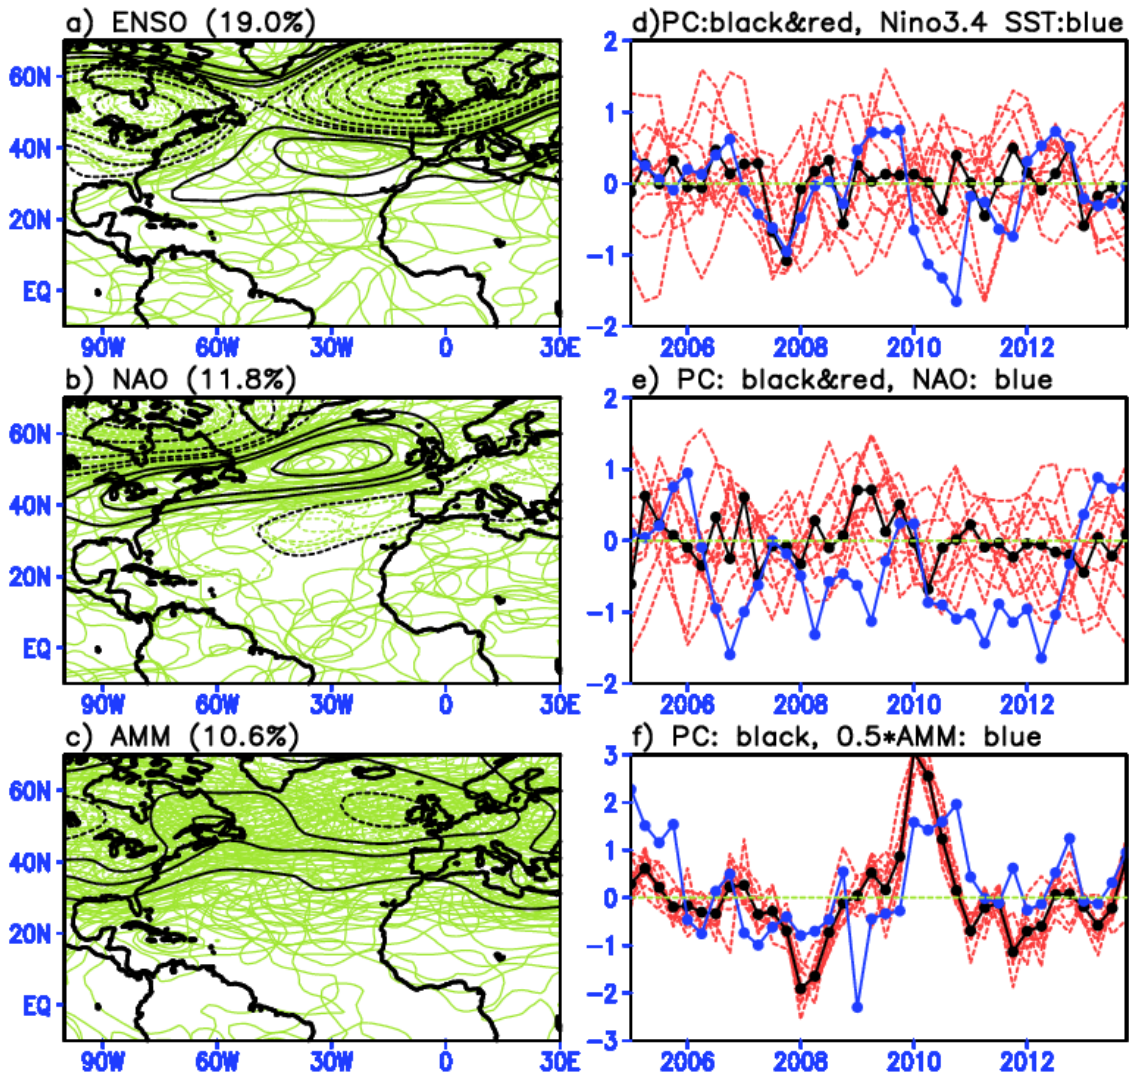 a) ENSO (19.0%)
60N
40N
20N
EQ
90W 60W 30W 0 30E
d)PC:black&red, Nino3.4 SST:blue
2
1
0
-1
-2
2006 2008 2010 2012
b) NAO (11.8%)
60N
40N
20N
EQ
90W 60W 30W 0 30E
e) PC: black&red, NAO: blue
2
1
0
-1
-2
2006 2008 2010 2012
c) AMM (10.6%)
60N
40N
20N
EQ
90W 60W 30W 0 30E
f) PC: black, 0.5*AMM: blue
3
2
1
0
-1
-2
-3
2006 2008 2010 2012